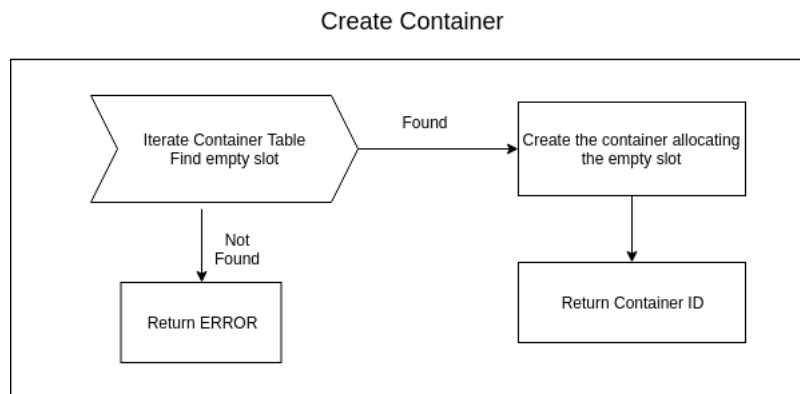 Create Container
Iterate Container Table
Find empty slot
Found
Create the container allocating
the empty slot
Not
Found
Return ERROR
Return Container ID